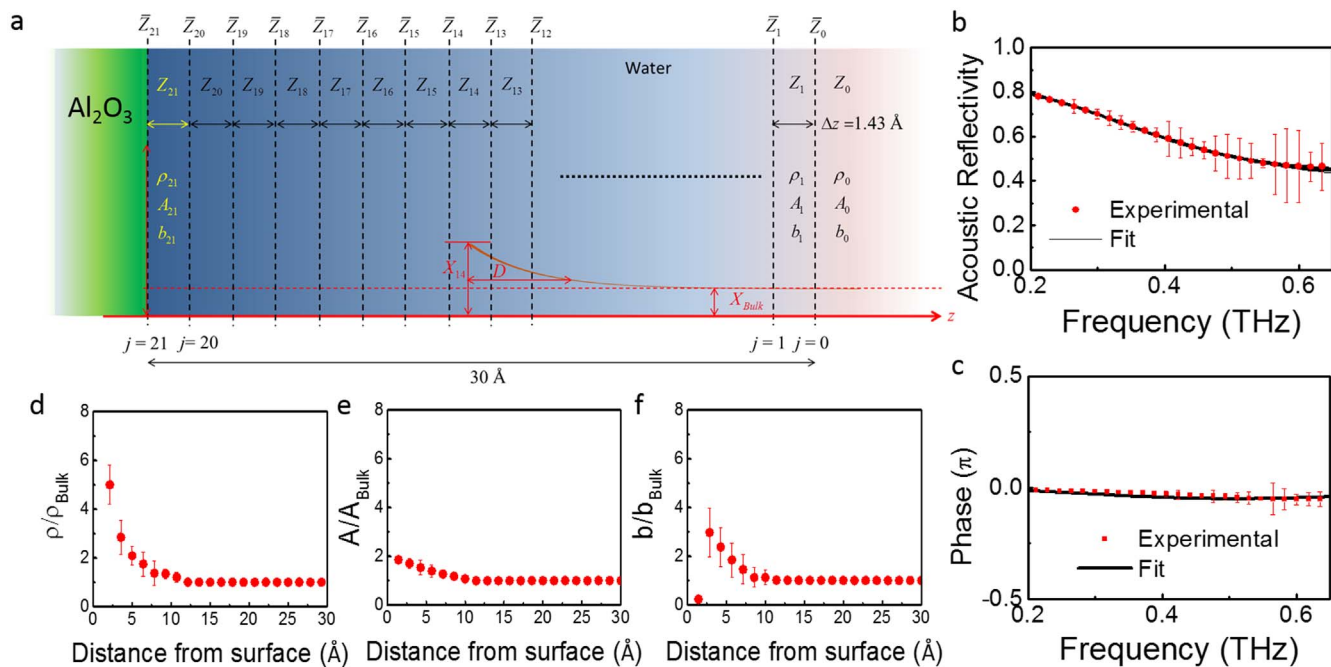 a
Z̄₂₁ Z̄₂₀ Z̄₁₉ Z̄₁₈ Z̄₁₇ Z̄₁₆ Z̄₁₅ Z̄₁₄ Z̄₁₃ Z̄₁₂ Z̄₁ Z̄₀
Water
Al₂O₃
Z₂₁ Z₂₀ Z₁₉ Z₁₈ Z₁₇ Z₁₆ Z₁₅ Z₁₄ Z₁₃ Z₁ Z₀
Δz =1.43 Å
ρ₂₁ ρ₁ ρ₀
A₂₁ A₁ A₀
b₂₁ b₁ b₀
X₁₄ D
X_Bulk
z
j = 21 j = 20 j = 1 j = 0
30 Å
b
Acoustic Reflectivity
1.0
0.8
0.6
0.4
0.2
0.0
Experimental
Fit
0.2 0.4 0.6
Frequency (THz)
c
Phase (π)
0.5
0.0
-0.5
Experimental
Fit
0.2 0.4 0.6
Frequency (THz)
d
ρ/ρ_Bulk
8
6
4
2
0
0 5 10 15 20 25 30
Distance from surface (Å)
e
A/A_Bulk
8
6
4
2
0
0 5 10 15 20 25 30
Distance from surface (Å)
f
b/b_Bulk
8
6
4
2
0
0 5 10 15 20 25 30
Distance from surface (Å)